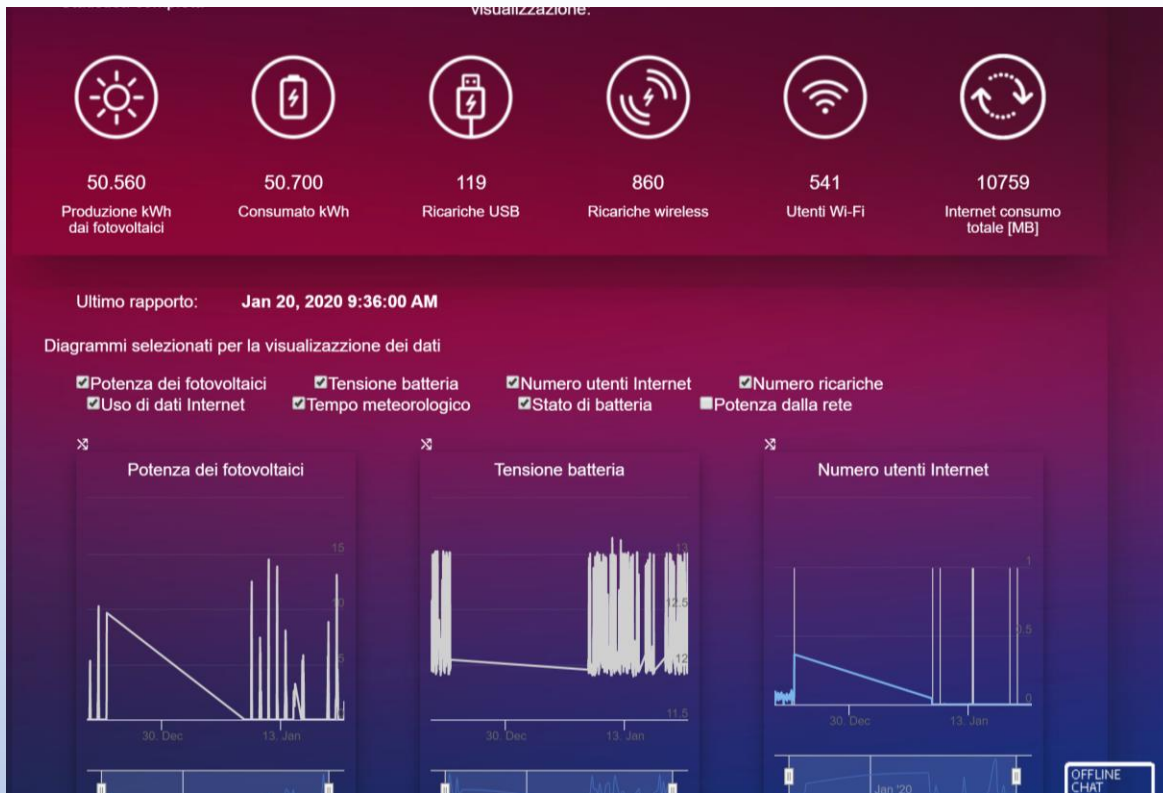 visualizzazione:
50.560
50.700
119
860
541
10759
Produzione kWh
dai fotovoltaici
Consumato kWh
Ricariche USB
Ricariche wireless
Utenti Wi-Fi
Internet consumo
totale [MB]
Ultimo rapporto: Jan 20, 2020 9:36:00 AM
Diagrammi selezionati per la visualizazzione dei dati
Potenza dei fotovoltaici Tensione batteria Numero utenti Internet Numero ricariche
Uso di dati Internet Tempo meteorologico Stato di batteria Potenza dalla rete
Potenza dei fotovoltaici
15
10
5
0
30. Dec 13. Jan
Tensione batteria
13
12.5
12
11.5
30. Dec 13. Jan
Numero utenti Internet
1
0.5
0
30. Dec 13. Jan
Jan '20
OFFLINE
CHAT